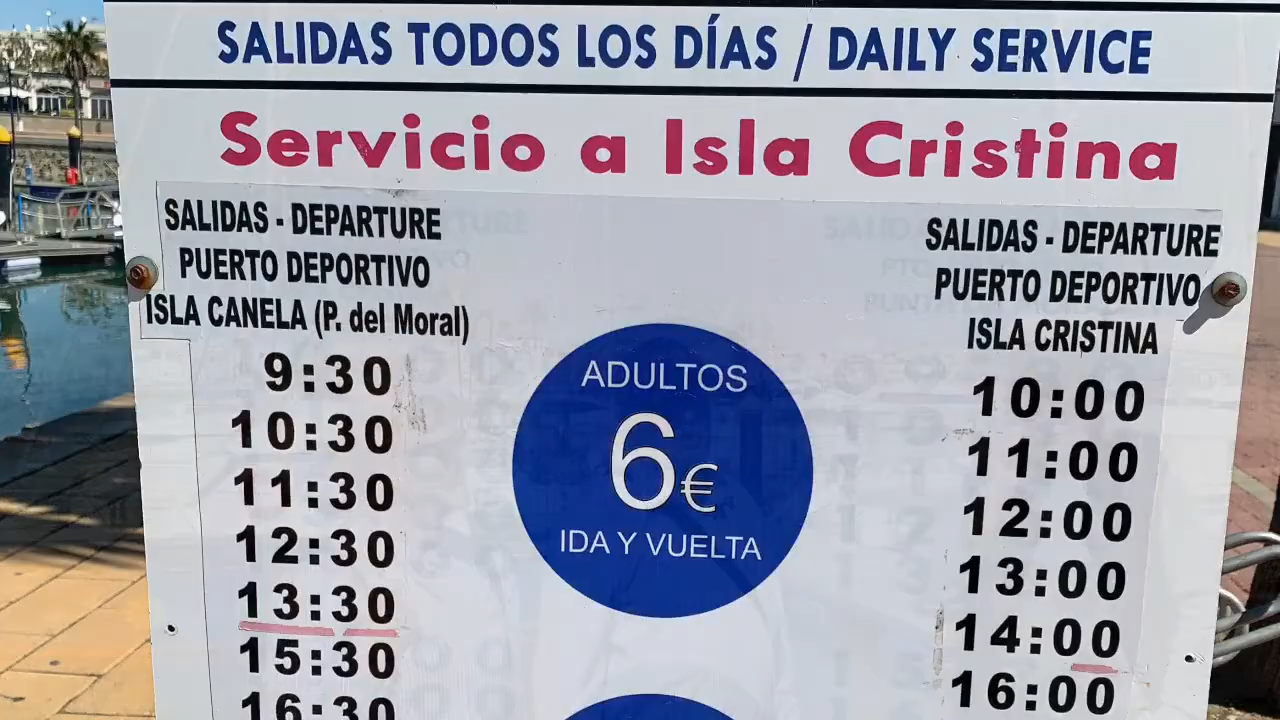 SALIDAS TODOS LOS DÍAS / DAILY SERVICE
Servicio a Isla Cristina
SALIDAS - DEPARTURE
PUERTO DEPORTIVO
ISLA CANELA (P. del Moral)
9:30
10:30
11:30
12:30
13:30
15:30
16:30
ADULTOS
6€
IDA Y VUELTA
SALIDAS - DEPARTURE
PUERTO DEPORTIVO
ISLA CRISTINA
10:00
11:00
12:00
13:00
14:00
16:00